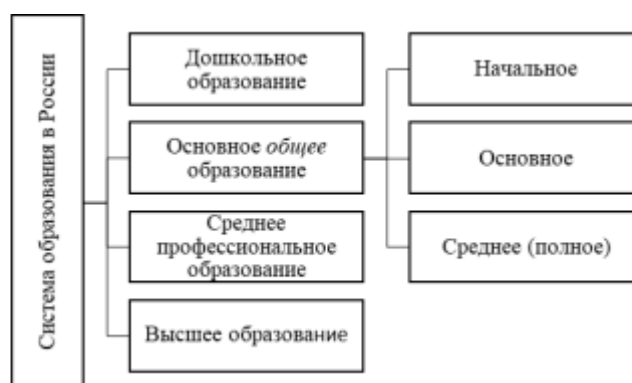 Система образования в России
Дошкольное
образование
Основное общее
образование
Среднее
профессиональное
образование
Высшее образование
Начальное
Основное
Среднее (полное)